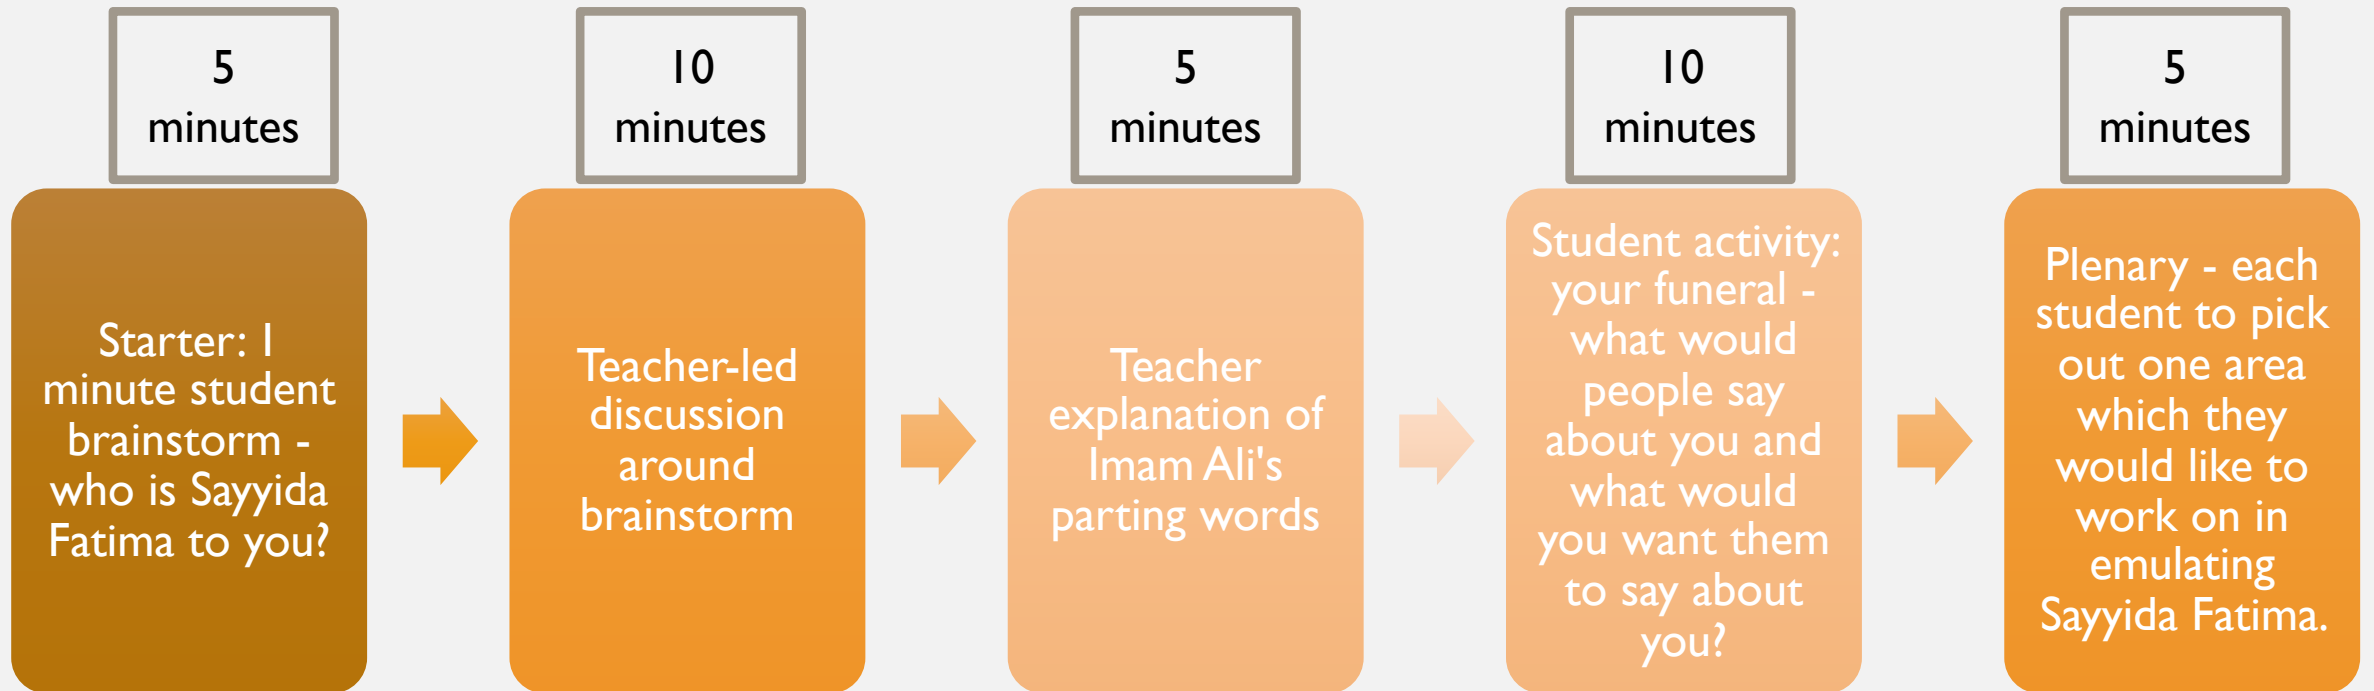 5
minutes
10
minutes
5
minutes
10
minutes
5
minutes
Starter: 1
minute student
brainstorm -
who is Sayyida
Fatima to you?
Teacher-led
discussion
around
brainstorm
Teacher
explanation of
Imam Ali's
parting words
Student activity:
your funeral -
what would
people say
about you and
what would
you want them
to say about
you?
Plenary - each
student to pick
out one area
which they
would like to
work on in
emulating
Sayyida Fatima.